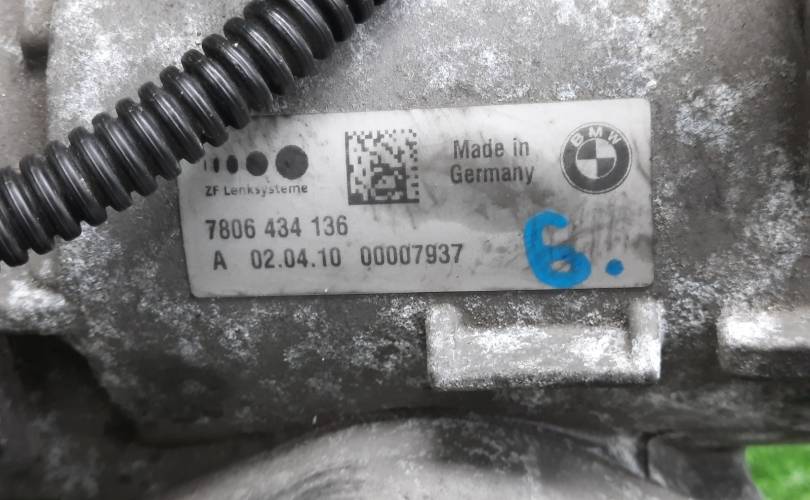 ZF Lenksysteme
Made in
Germany
BMW
7806 434 136
A 02.04.10 00007937
6.